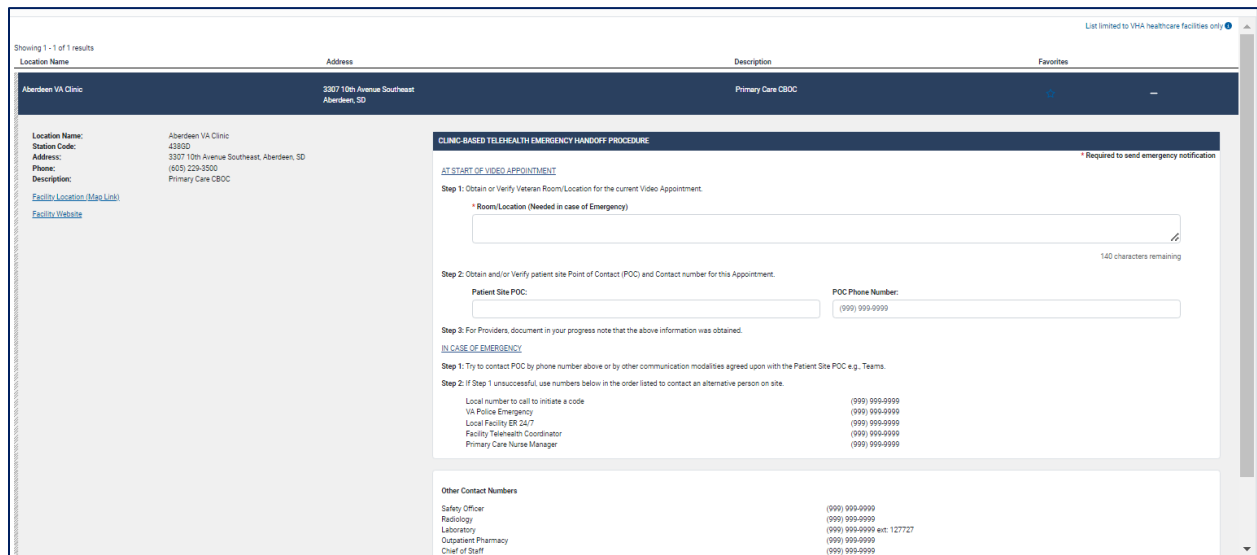 List limited to VHA healthcare facilities only
Showing 1 - 1 of 1 results
Location Name Address Description Favorites
Aberdeen VA Clinic 3307 10th Avenue Southeast Primary Care CBOC
Aberdeen, SD
Location Name: Aberdeen VA Clinic
Station Code: 438GD
Address: 3307 10th Avenue Southeast, Aberdeen, SD
Phone: (605) 229-3500
Description: Primary Care CBOC
Facility Location (Map Link)
Facility Website
CLINIC-BASED TELEHEALTH EMERGENCY HANDOFF PROCEDURE
* Required to send emergency notification
AT START OF VIDEO APPOINTMENT
Step 1: Obtain or Verify Veteran Room/Location for the current Video Appointment.
* Room/Location (Needed in case of Emergency)
140 characters remaining
Step 2: Obtain and/or Verify patient site Point of Contact (POC) and Contact number for this Appointment.
Patient Site POC: POC Phone Number:
(999) 999-9999
Step 3: For Providers, document in your progress note that the above information was obtained.
IN CASE OF EMERGENCY
Step 1: Try to contact POC by phone number above or by other communication modalities agreed upon with the Patient Site POC e.g., Teams.
Step 2: If Step 1 unsuccessful, use numbers below in the order listed to contact an alternative person on site.
Local number to call to initiate a code (999) 999-9999
VA Police Emergency (999) 999-9999
Local Facility ER 24/7 (999) 999-9999
Facility Telehealth Coordinator (999) 999-9999
Primary Care Nurse Manager (999) 999-9999
Other Contact Numbers
Safety Officer (999) 999-9999
Radiology (999) 999-9999
Laboratory (999) 999-9999 ext: 127727
Outpatient Pharmacy (999) 999-9999
Chief of Staff (999) 999-9999